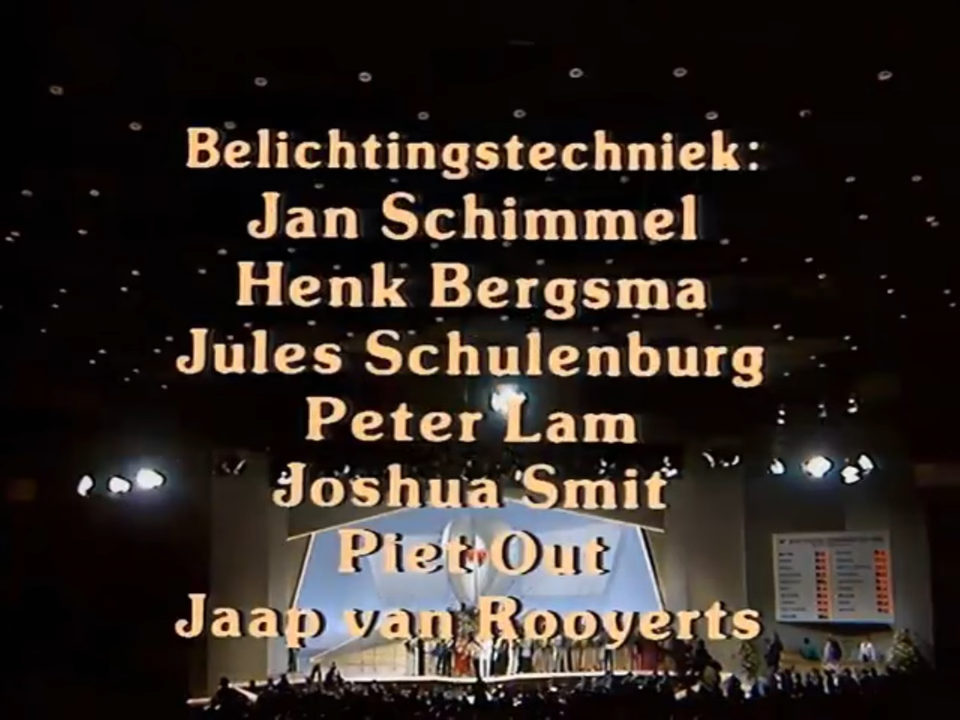 Belichtingstechniek:
Jan Schimmel
Henk Bergsma
Jules Schulenburg
Peter Lam
Joshua Smit
Piet Out
Jaap van Rooyerts